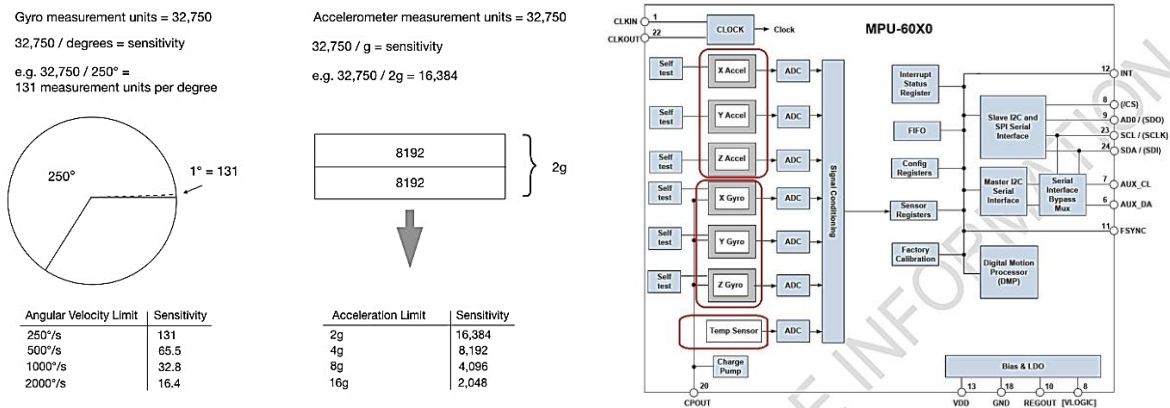 Gyro measurement units = 32,750
32,750 / degrees = sensitivity
e.g. 32,750 / 250° =
131 measurement units per degree
250°
1° = 131
Angular Velocity Limit Sensitivity
250°/s 131
500°/s 65.5
1000°/s 32.8
2000°/s 16.4
Accelerometer measurement units = 32,750
32,750 / g = sensitivity
e.g. 32,750 / 2g = 16,384
8192
8192
2g
Acceleration Limit Sensitivity
2g 16,384
4g 8,192
8g 4,096
16g 2,048
MPU-60X0
CLKIN 1
CLKOUT 22
CLOCK
Clock
Self test
X Accel
ADC
Self test
Y Accel
ADC
Self test
Z Accel
ADC
Self test
X Gyro
ADC
Self test
Y Gyro
ADC
Self test
Z Gyro
ADC
Temp Sensor
ADC
Signal Conditioning
Charge Pump
20
CPOUT
Interrupt Status Register
FIFO
Config Registers
Sensor Registers
Factory Calibration
Slave I2C and SPI Serial Interface
Master I2C Serial Interface
Serial Interface Bypass Mux
Digital Motion Processor (DMP)
12 INT
8 (/CS)
9 AD0 / (SDO)
23 SCL / (SCLK)
24 SDA / (SDI)
7 AUX_CL
6 AUX_DA
11 FSYNC
Bias & LDO
13 18 10 8
VDD GND REGOUT [VLOGIC]
E INFORMATION